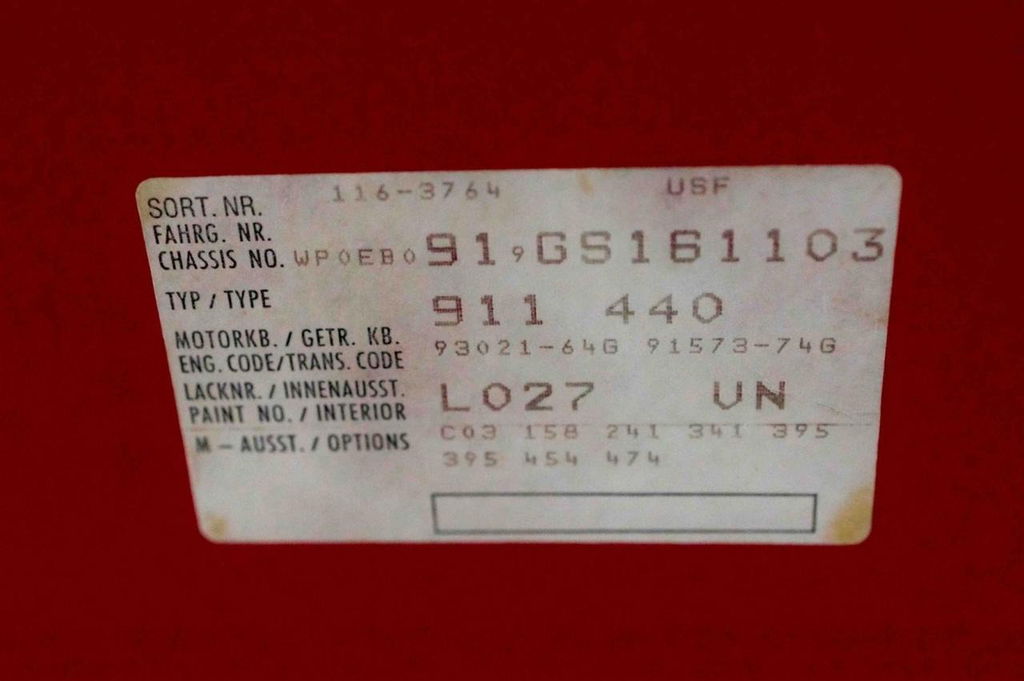 SORT. NR. 116-3764 USF
FAHRG. NR.
CHASSIS NO. WP0EB0919GS161103
TYP / TYPE 911 440
MOTORKB. / GETR. KB.
ENG. CODE/TRANS. CODE 93021-64G 91573-74G
LACKNR. / INNENAUSST.
PAINT NO. / INTERIOR L027 UN
M - AUSST. / OPTIONS C03 158 241 341 395
395 454 474